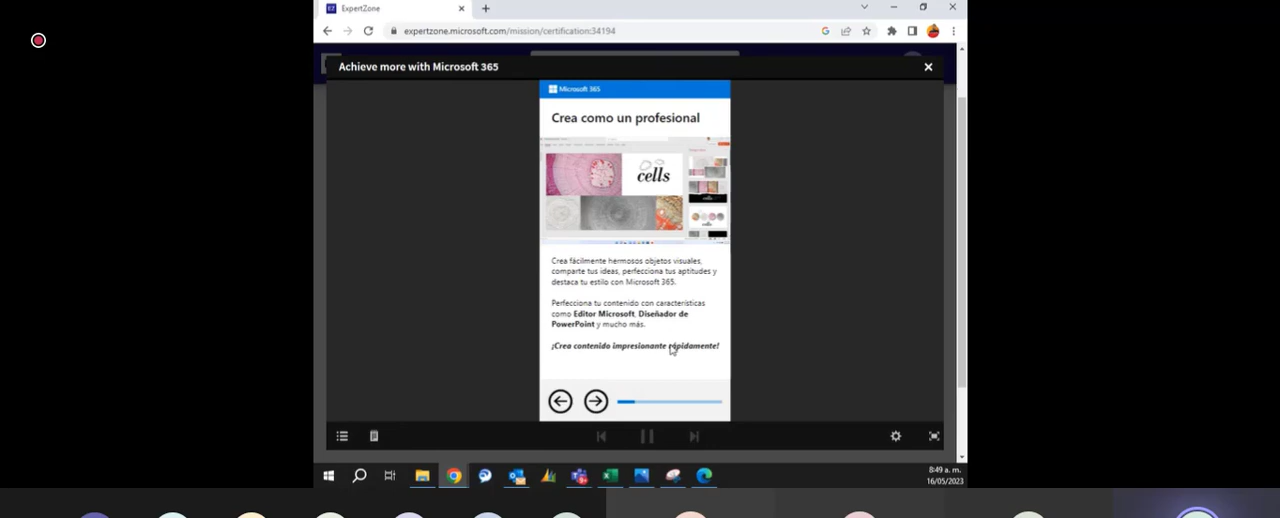 ExpertZone
expertzone.microsoft.com/mission/certification:34194
Achieve more with Microsoft 365
Microsoft 365
Crea como un profesional
cells
Crea fácilmente hermosos objetos visuales,
comparte tus ideas, perfecciona tus aptitudes y
destaca tu estilo con Microsoft 365.
Perfecciona tu contenido con características
como Editor Microsoft, Diseñador de
PowerPoint y mucho más.
¡Crea contenido impresionante rápidamente!
8:49 a. m.
16/05/2023